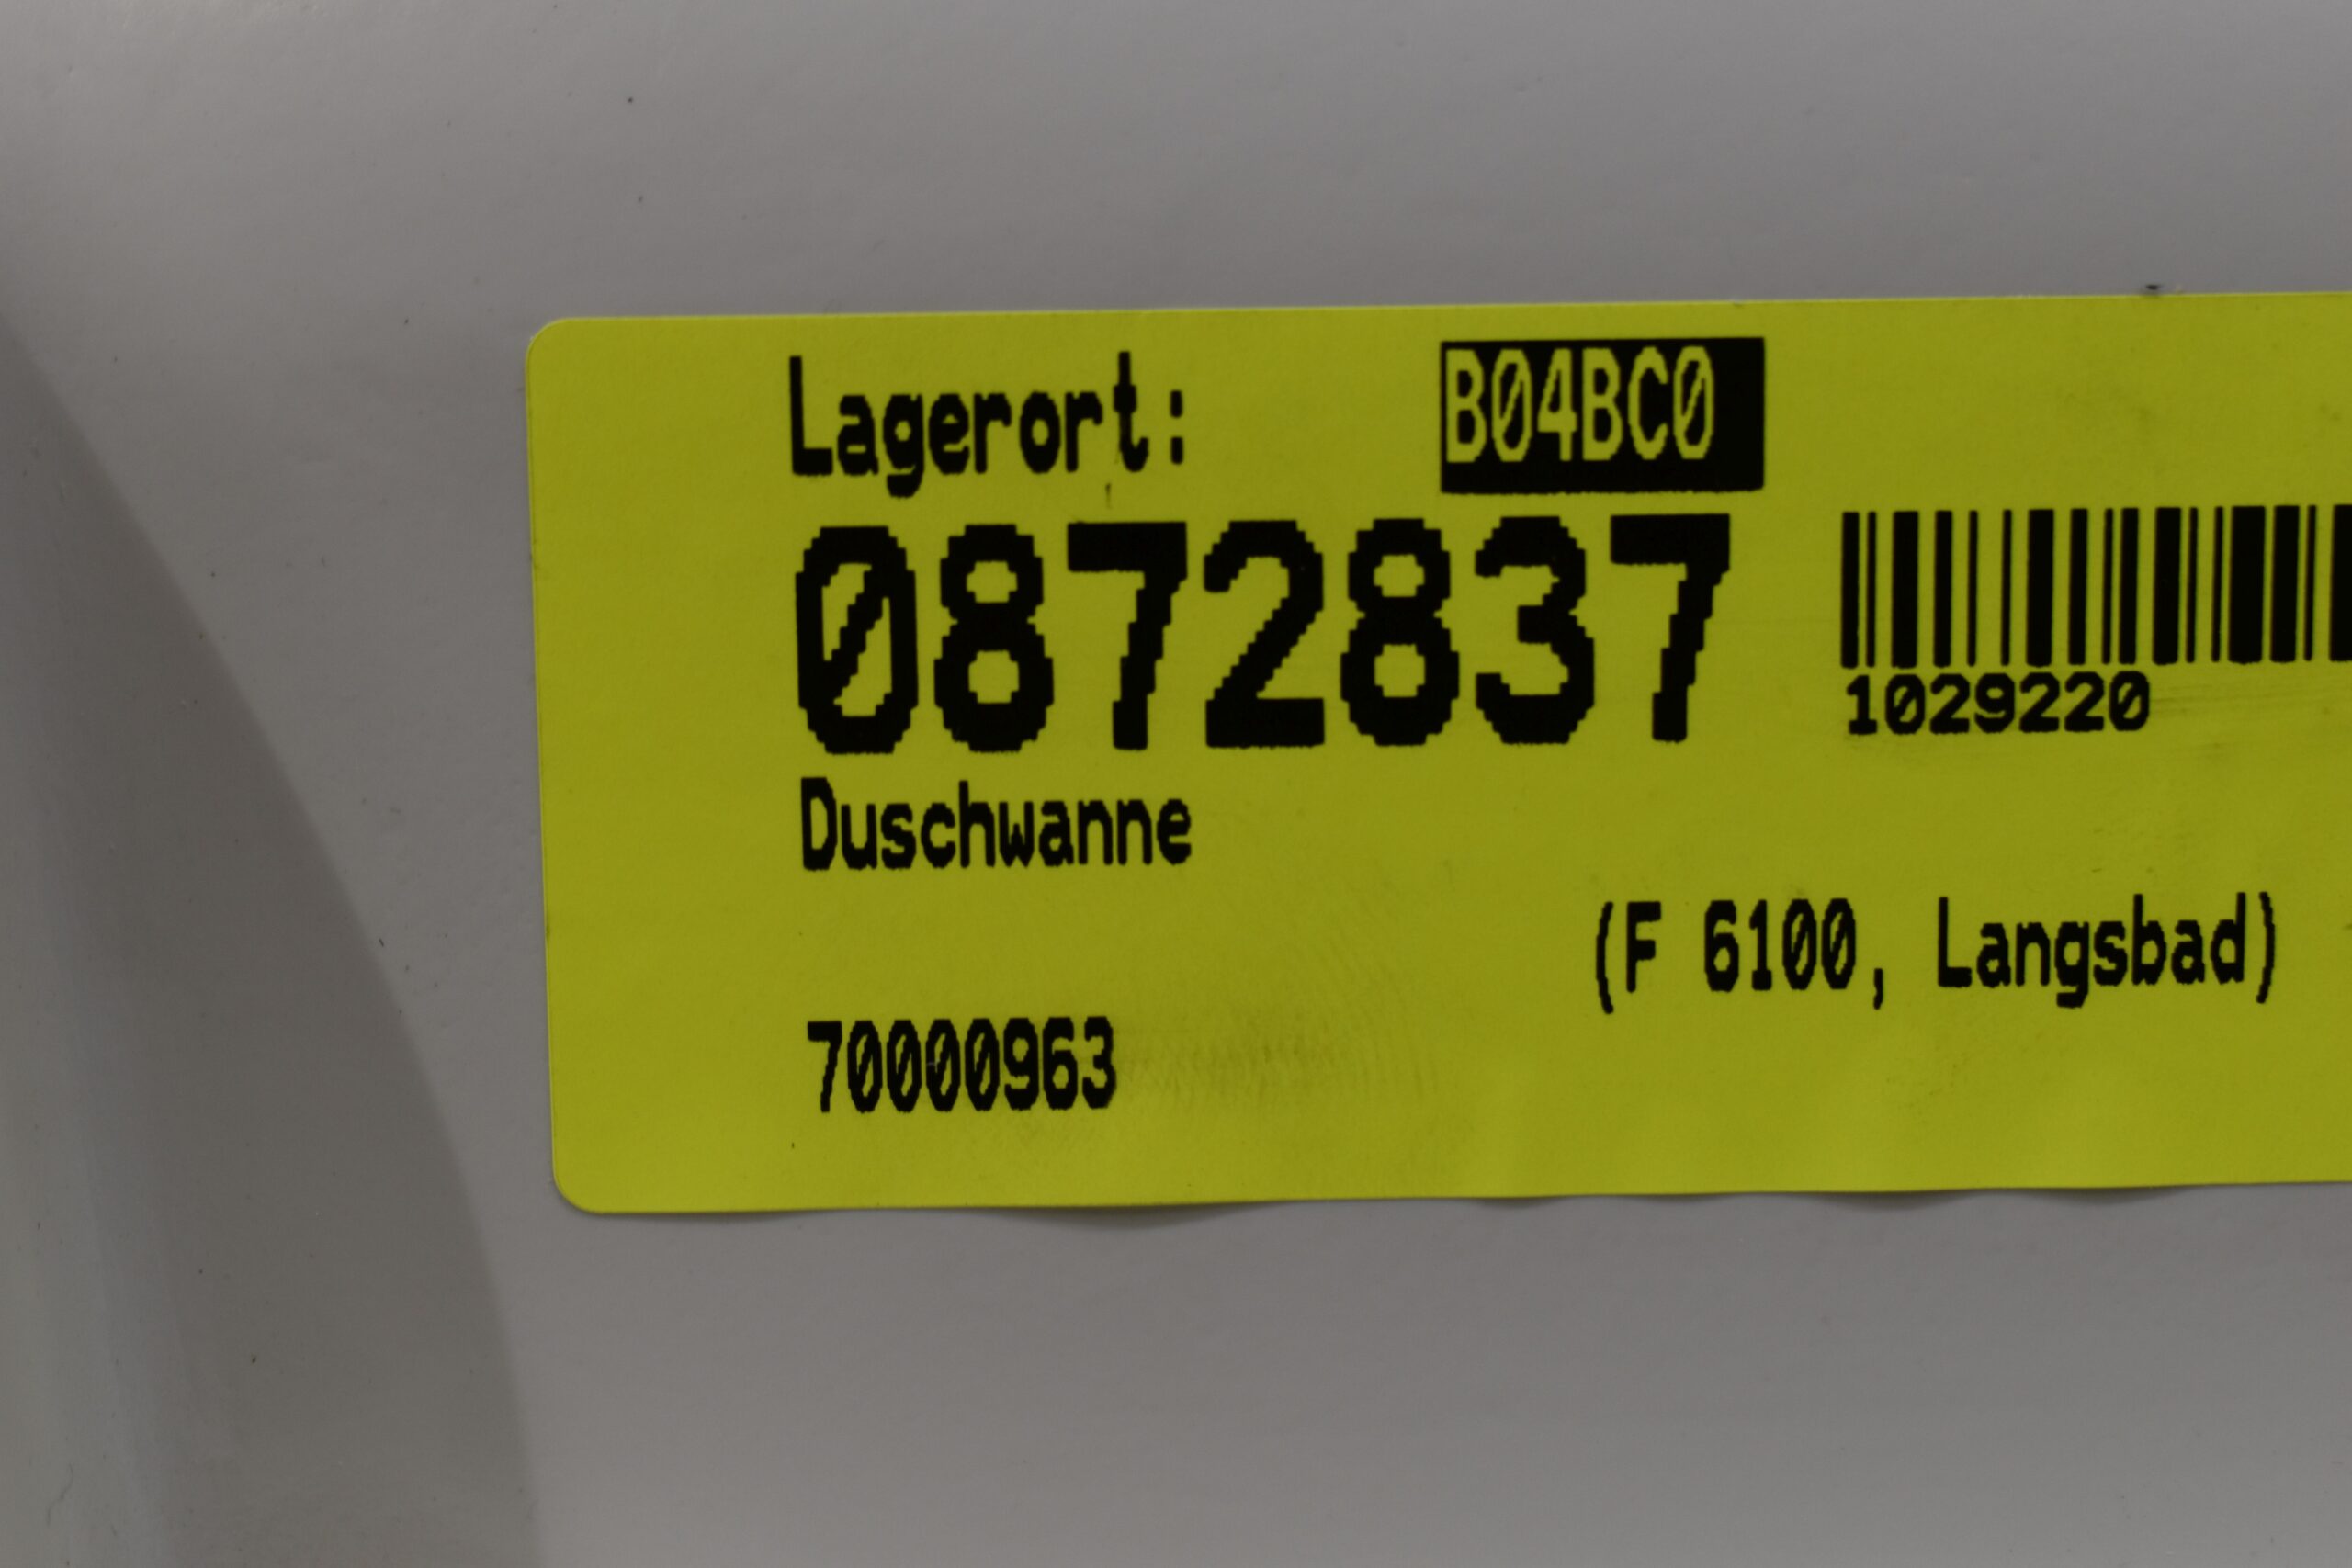 Lagerort: B04BC0
0872837
1029220
Duschwanne
(F 6100, Langsbad)
70000963